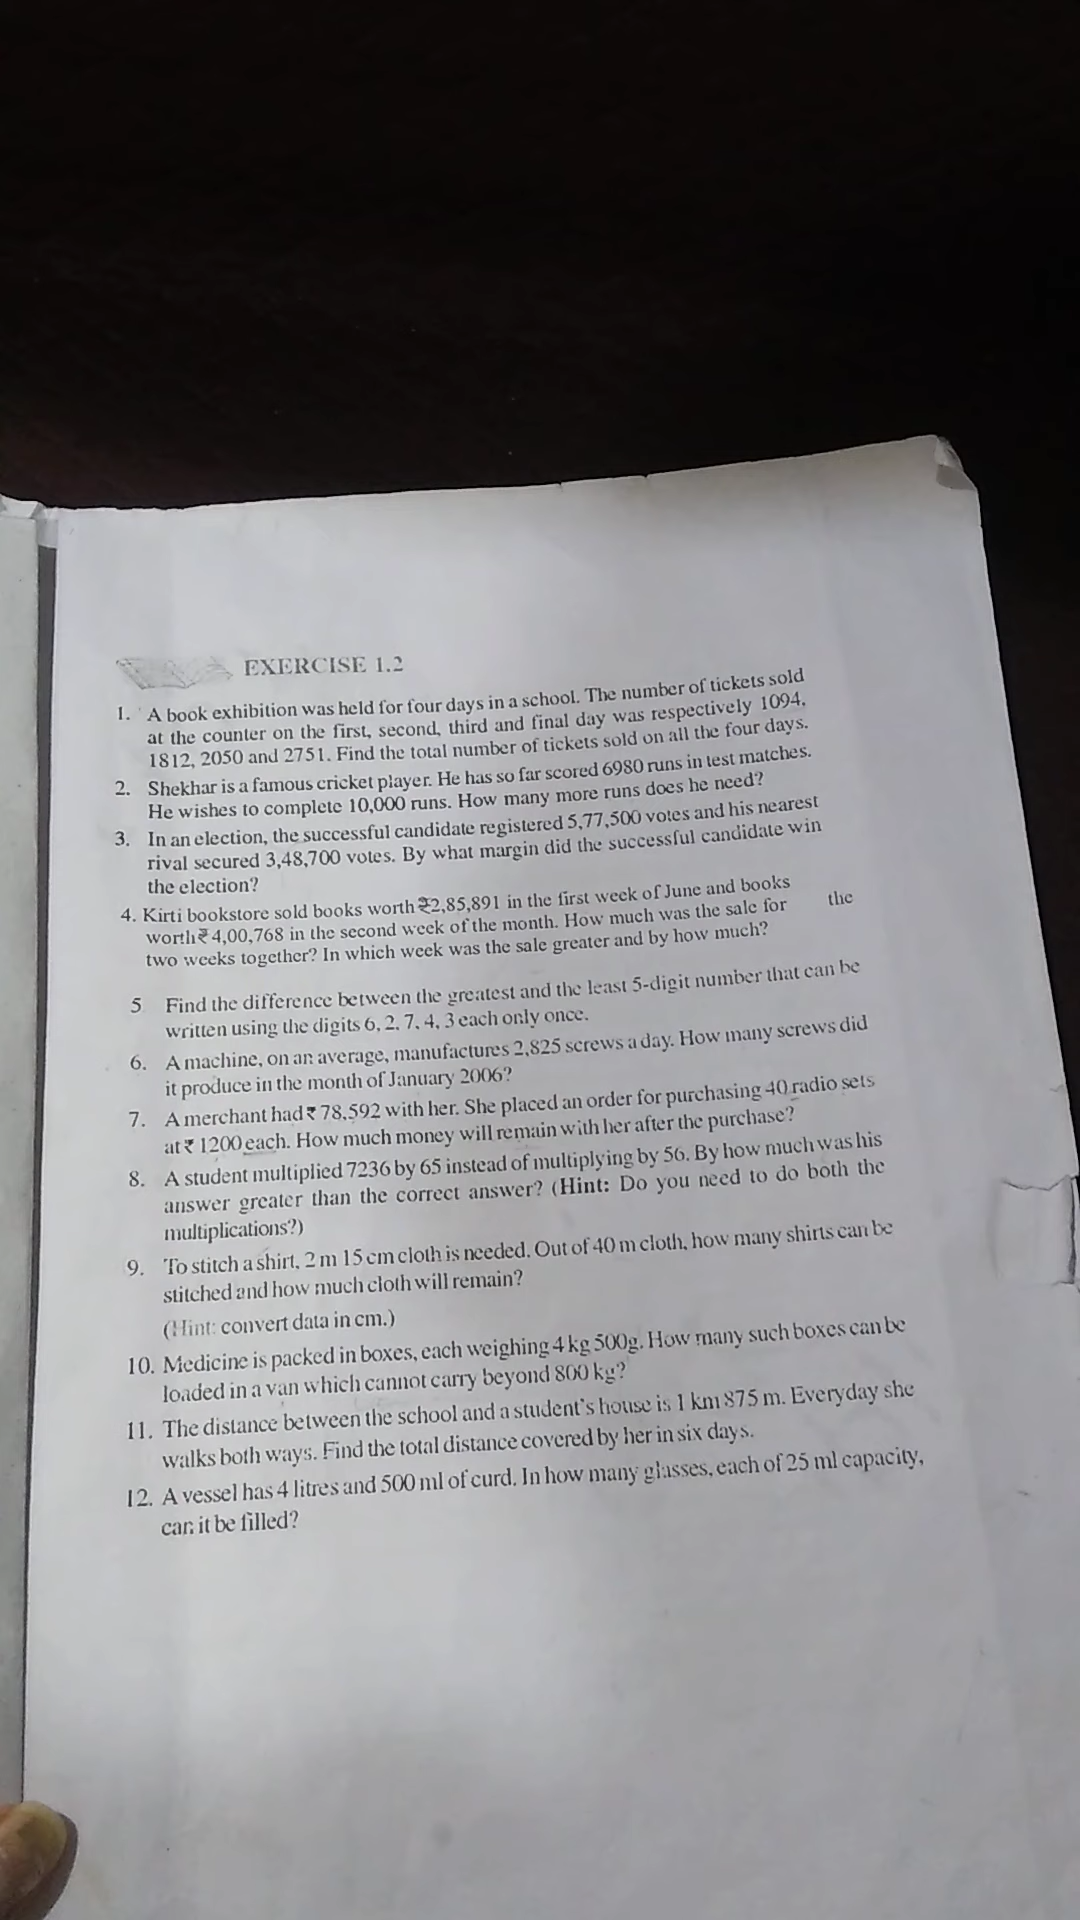 EXERCISE 1.2
1. A book exhibition was held for four days in a school. The number of tickets sold
at the counter on the first, second, third and final day was respectively 1094,
1812, 2050 and 2751. Find the total number of tickets sold on all the four days.
2. Shekhar is a famous cricket player. He has so far scored 6980 runs in test matches.
He wishes to complete 10,000 runs. How many more runs does he need?
3. In an election, the successful candidate registered 5,77,500 votes and his nearest
rival secured 3,48,700 votes. By what margin did the successful candidate win
the election?
4. Kirti bookstore sold books worth ₹2,85,891 in the first week of June and books
worth ₹4,00,768 in the second week of the month. How much was the sale for the
two weeks together? In which week was the sale greater and by how much?
5 Find the difference between the greatest and the least 5-digit number that can be
written using the digits 6, 2, 7, 4, 3 each only once.
6. A machine, on an average, manufactures 2,825 screws a day. How many screws did
it produce in the month of January 2006?
7. A merchant had ₹ 78,592 with her. She placed an order for purchasing 40 radio sets
at ₹ 1200 each. How much money will remain with her after the purchase?
8. A student multiplied 7236 by 65 instead of multiplying by 56. By how much was his
answer greater than the correct answer? (Hint: Do you need to do both the
multiplications?)
9. To stitch a shirt, 2 m 15 cm cloth is needed. Out of 40 m cloth, how many shirts can be
stitched and how much cloth will remain?
(Hint: convert data in cm.)
10. Medicine is packed in boxes, each weighing 4 kg 500g. How many such boxes can be
loaded in a van which cannot carry beyond 800 kg?
11. The distance between the school and a student's house is 1 km 875 m. Everyday she
walks both ways. Find the total distance covered by her in six days.
12. A vessel has 4 litres and 500 ml of curd. In how many glasses, each of 25 ml capacity,
can it be filled?